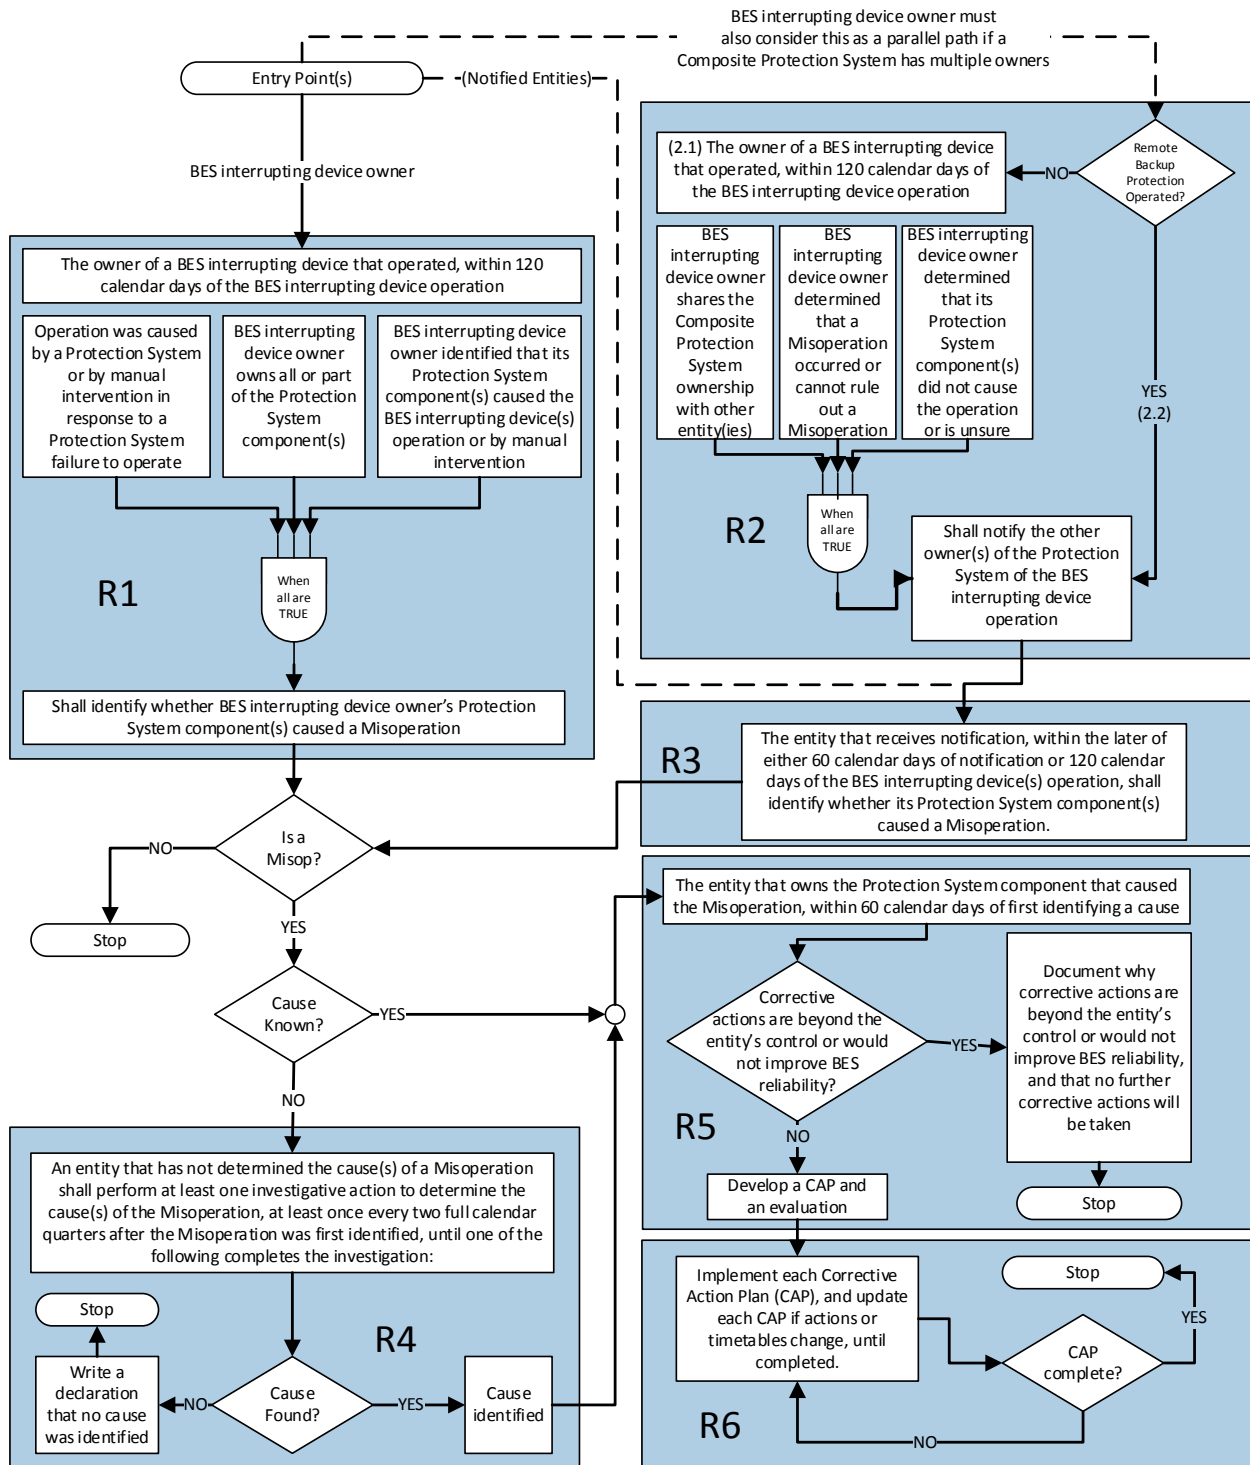 BES interrupting device owner must
also consider this as a parallel path if a
Composite Protection System has multiple owners
Entry Point(s)
(Notified Entities)
BES interrupting device owner
The owner of a BES interrupting device that operated, within 120
calendar days of the BES interrupting device operation
Operation was caused
by a Protection System
or by manual
intervention in
response to a
Protection System
failure to operate
BES interrupting
device owner
owns all or part
of the Protection
System
component(s)
BES interrupting device
owner identified that its
Protection System
component(s) caused the
BES interrupting device(s)
operation or by manual
intervention
When
all are
TRUE
R1
Shall identify whether BES interrupting device owner's Protection
System component(s) caused a Misoperation
(2.1) The owner of a BES interrupting device
that operated, within 120 calendar days of
the BES interrupting device operation
NO
Remote
Backup
Protection
Operated?
BES
interrupting
device owner
shares the
Composite
Protection
System
ownership
with other
entity(ies)
BES
interrupting
device owner
determined
that a
Misoperation
occurred or
cannot rule
out a
Misoperation
BES interrupting
device owner
determined
that its
Protection
System
component(s)
did not cause
the operation
or is unsure
YES
(2.2)
When
all are
TRUE
R2
Shall notify the other
owner(s) of the Protection
System of the BES
interrupting device
operation
R3
The entity that receives notification, within the later of
either 60 calendar days of notification or 120 calendar
days of the BES interrupting device(s) operation, shall
identify whether its Protection System component(s)
caused a Misoperation.
Is a
Misop?
NO
Stop
YES
Cause
Known?
YES
NO
An entity that has not determined the cause(s) of a Misoperation
shall perform at least one investigative action to determine the
cause(s) of the Misoperation, at least once every two full calendar
quarters after the Misoperation was first identified, until one of the
following completes the investigation:
Stop
R4
Write a
declaration
that no cause
was identified
NO
Cause
Found?
YES
Cause
identified
The entity that owns the Protection System component that caused
the Misoperation, within 60 calendar days of first identifying a cause
Corrective
actions are beyond the
entity's control or would
not improve BES
reliability?
YES
Document why
corrective actions are
beyond the entity's
control or would not
improve BES reliability,
and that no further
corrective actions will
be taken
R5
NO
Develop a CAP and
an evaluation
Stop
Implement each Corrective
Action Plan (CAP), and update
each CAP if actions or
timetables change, until
completed.
Stop
YES
CAP
complete?
R6
NO